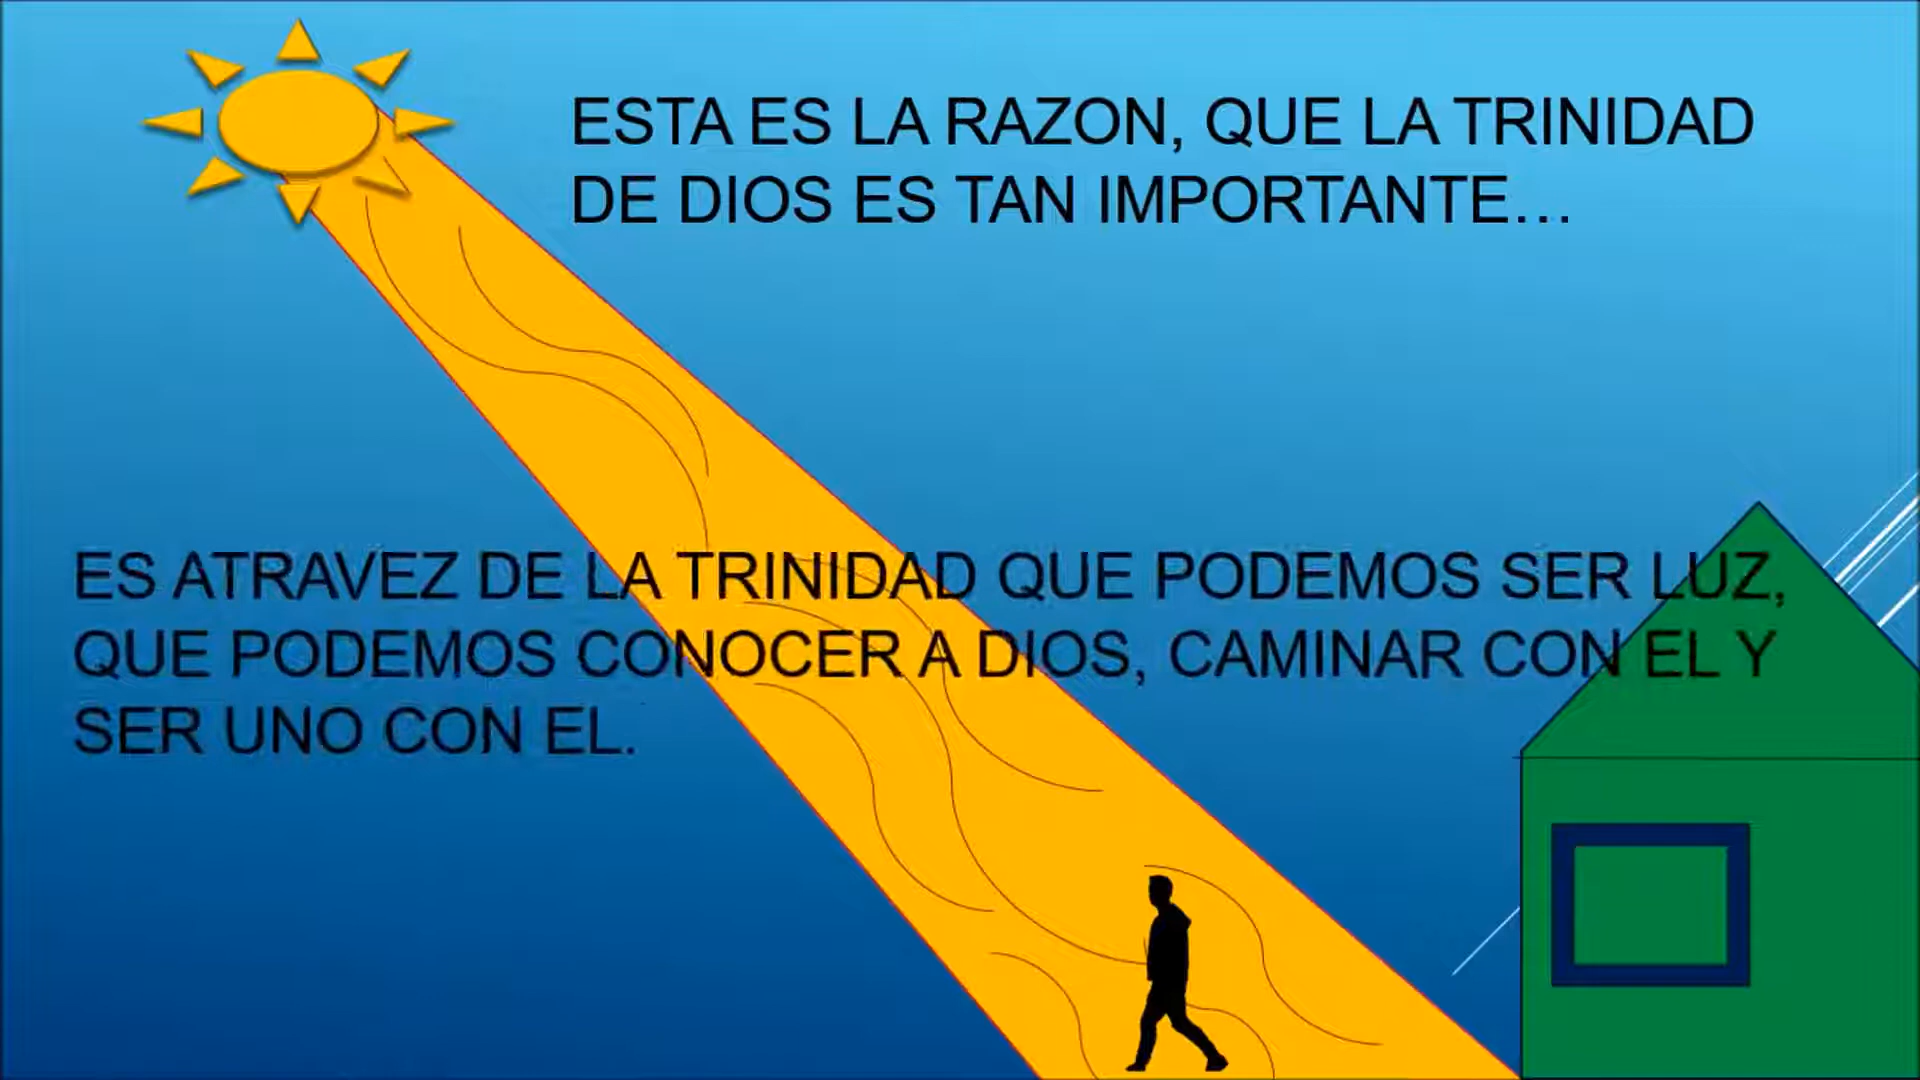 ESTA ES LA RAZON, QUE LA TRINIDAD
DE DIOS ES TAN IMPORTANTE...
ES ATRAVEZ DE LA TRINIDAD QUE PODEMOS SER LUZ,
QUE PODEMOS CONOCER A DIOS, CAMINAR CON EL Y
SER UNO CON EL.